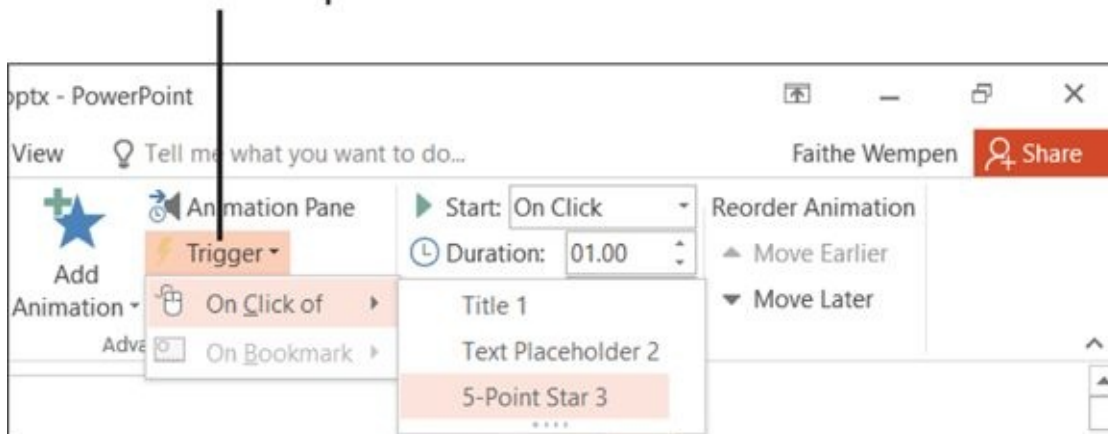 pptx - PowerPoint
View Tell me what you want to do... Faithe Wempen Share
Animation Pane Start: On Click Reorder Animation
Add Animation Trigger Duration: 01.00 Move Earlier
On Click of Title 1 Move Later
Adva On Bookmark Text Placeholder 2
5-Point Star 3